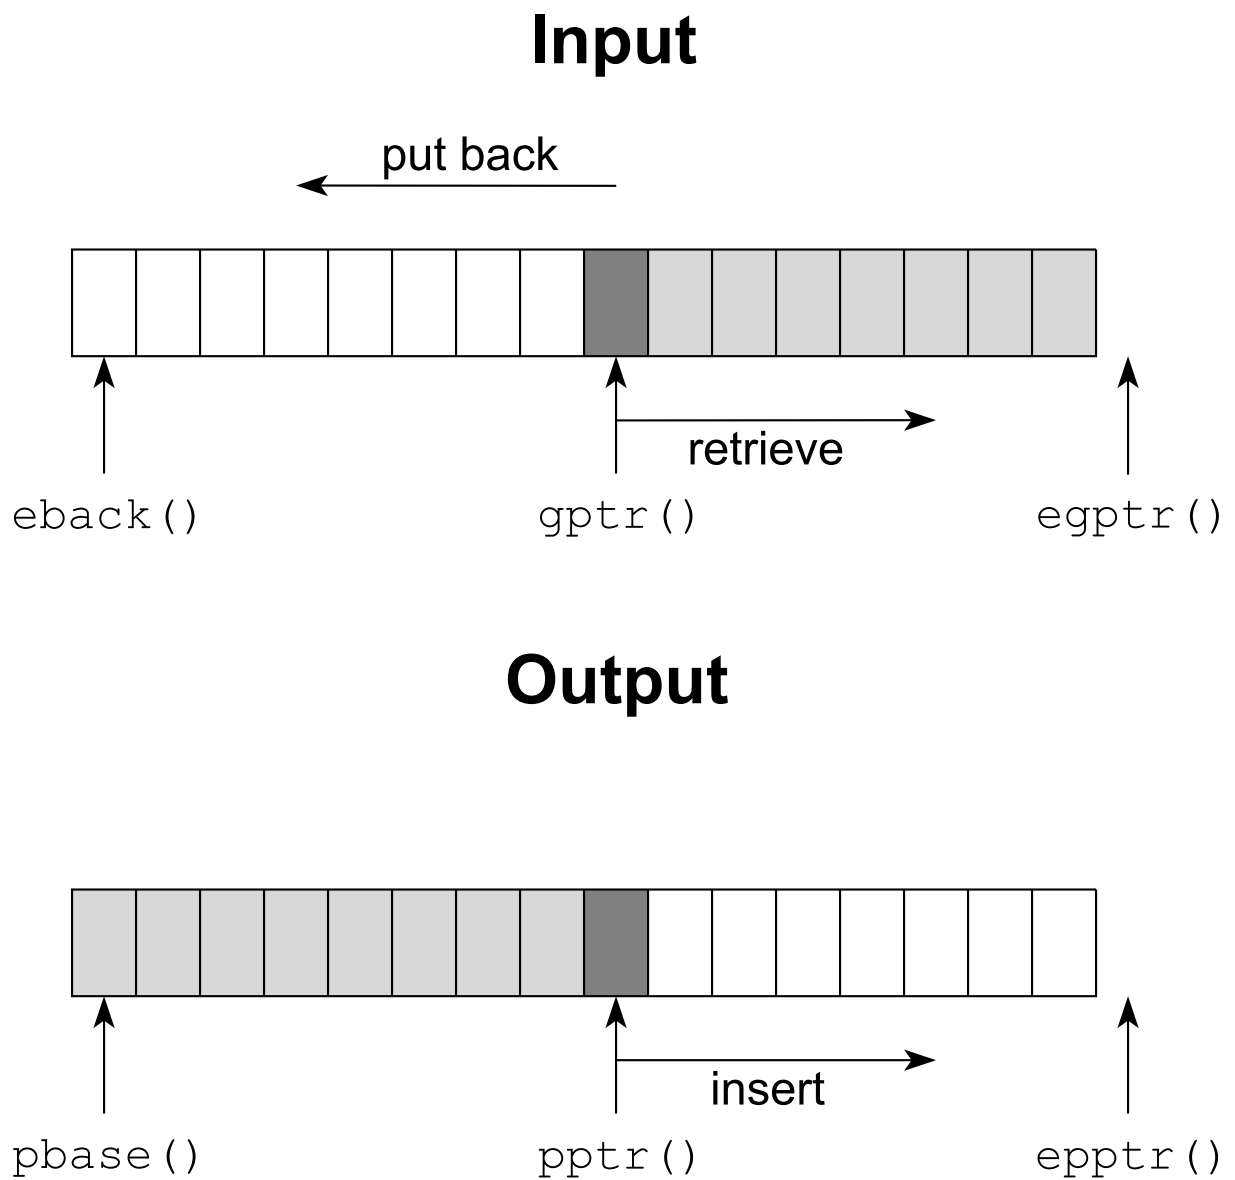 Input
put back
retrieve
eback() gptr() egptr()
Output
insert
pbase() pptr() epptr()